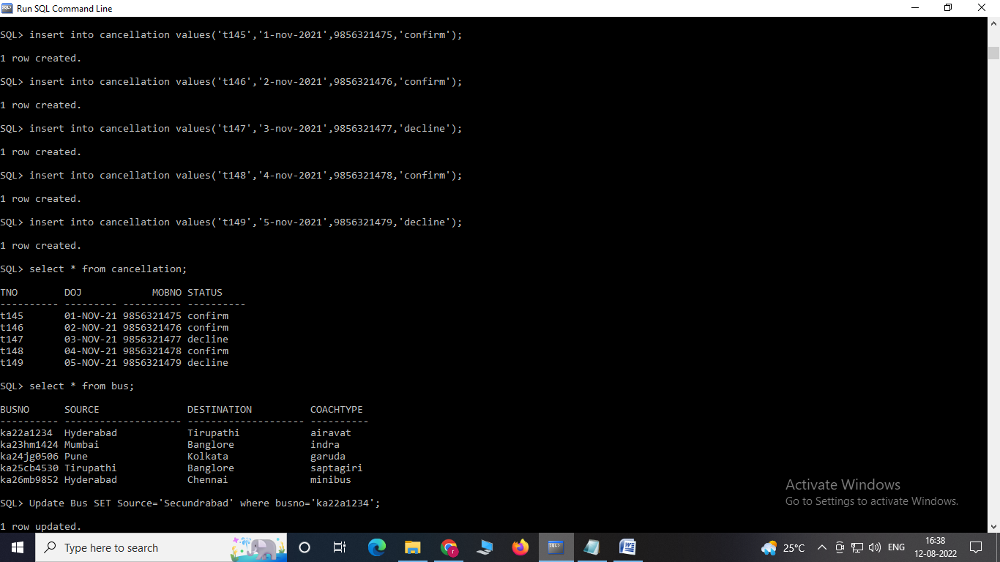 Run SQL Command Line
SQL> insert into cancellation values('t145','1-nov-2021',9856321475,'confirm');
1 row created.
SQL> insert into cancellation values('t146','2-nov-2021',9856321476,'confirm');
1 row created.
SQL> insert into cancellation values('t147','3-nov-2021',9856321477,'decline');
1 row created.
SQL> insert into cancellation values('t148','4-nov-2021',9856321478,'confirm');
1 row created.
SQL> insert into cancellation values('t149','5-nov-2021',9856321479,'decline');
1 row created.
SQL> select * from cancellation;
TNO        DOJ            MOBNO STATUS
---------- --------- ---------- ----------
t145       01-NOV-21 9856321475 confirm
t146       02-NOV-21 9856321476 confirm
t147       03-NOV-21 9856321477 decline
t148       04-NOV-21 9856321478 confirm
t149       05-NOV-21 9856321479 decline
SQL> select * from bus;
BUSNO      SOURCE               DESTINATION          COACHTYPE
---------- -------------------- -------------------- ----------
ka22a1234  Hyderabad            Tirupathi            airavat
ka23hm1424 Mumbai               Banglore             indra
ka24jg0506 Pune                 Kolkata              garuda
ka25cb4530 Tirupathi            Banglore             saptagiri
ka26mb9852 Hyderabad            Chennai              minibus
SQL> Update Bus SET Source='Secundrabad' where busno='ka22a1234';
1 row updated.
Activate Windows
Go to Settings to activate Windows.
Type here to search
25°C
ENG
16:38
12-08-2022